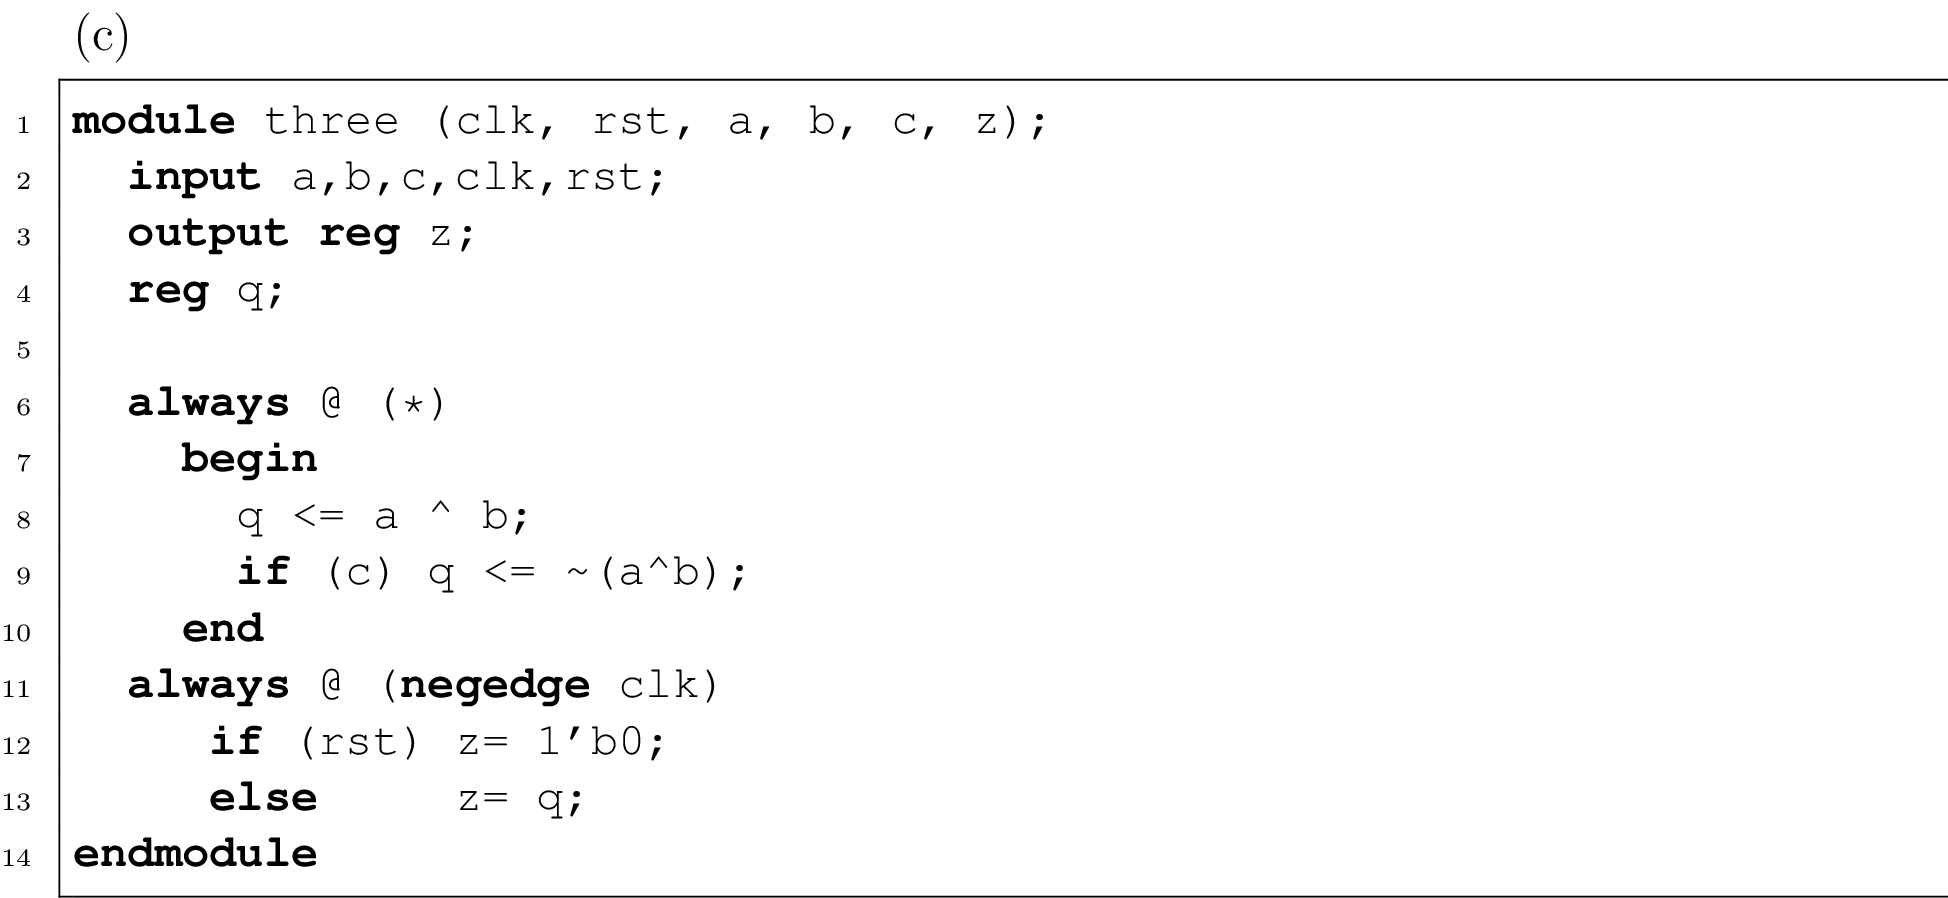 (c)
1 module three (clk, rst, a, b, c, z);
2   input a,b,c,clk,rst;
3   output reg z;
4   reg q;
5
6   always @ (*)
7     begin
8       q <= a ^ b;
9       if (c) q <= ~(a^b);
10     end
11   always @ (negedge clk)
12      if (rst) z= 1’b0;
13      else     z= q;
14 endmodule